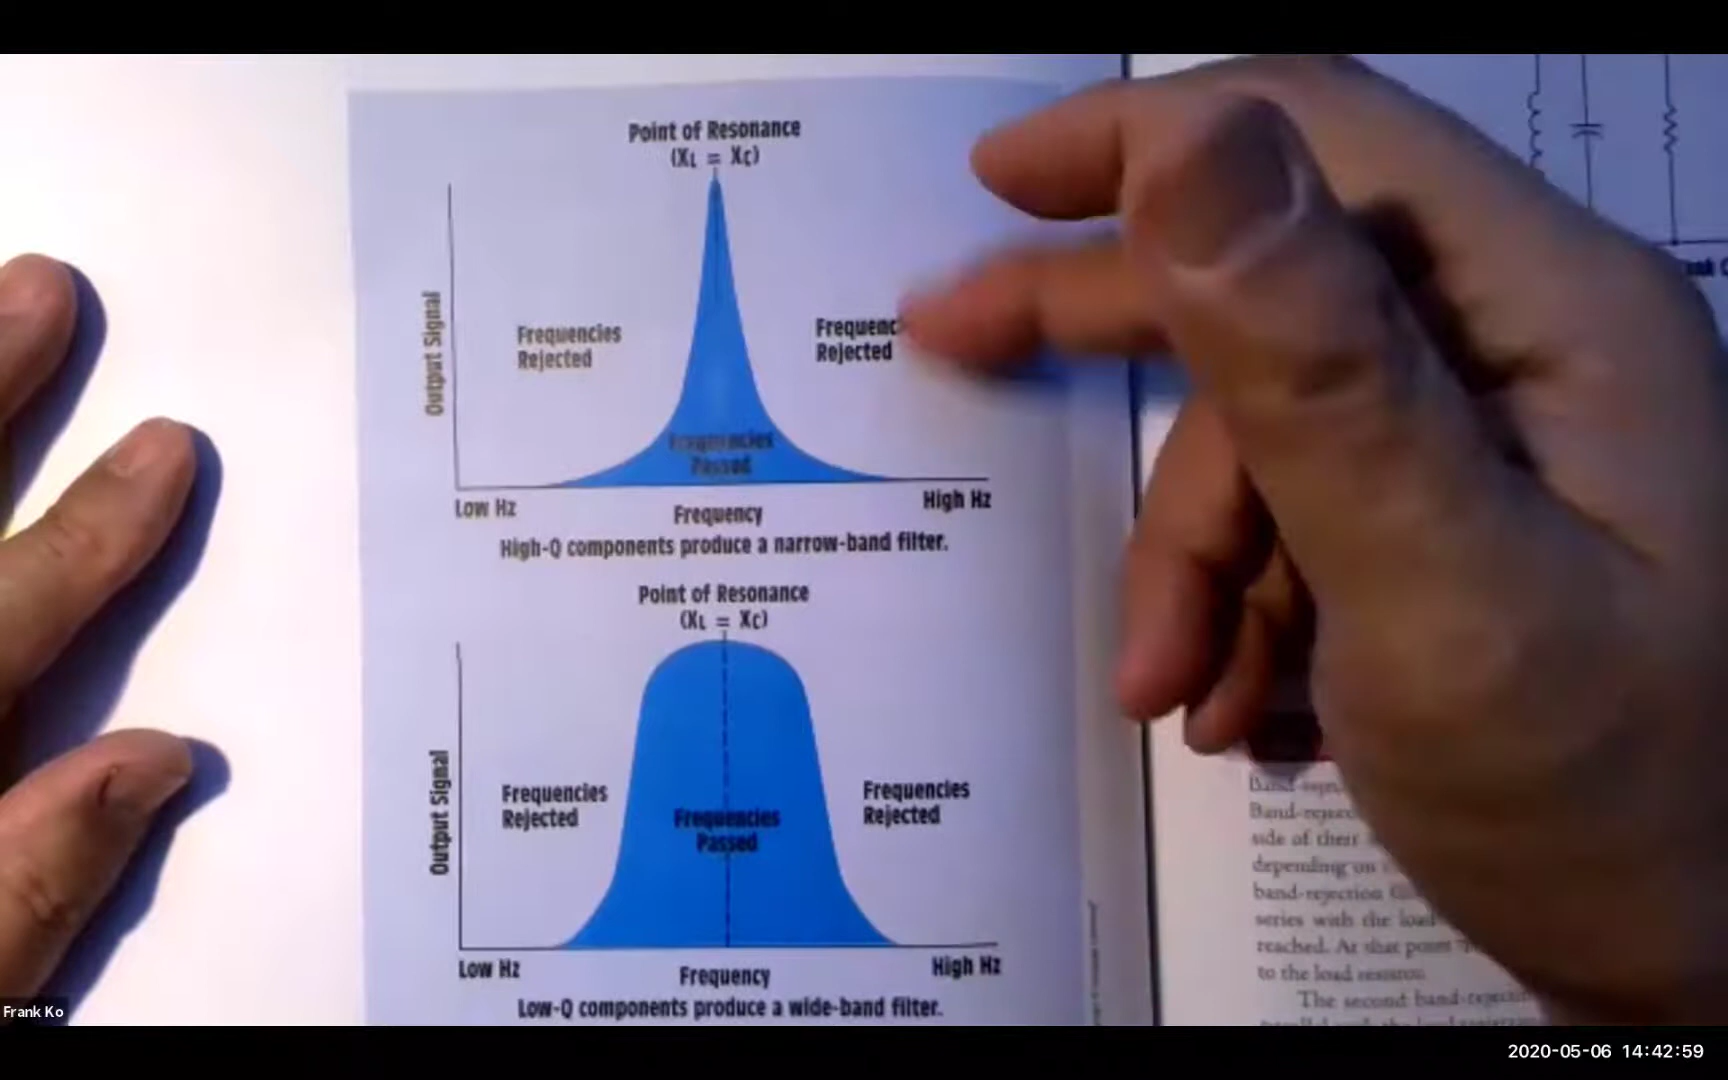 Point of Resonance
(XL = XC)
Output Signal
Frequencies
Rejected
Rejected
Frequencies
Passed
Low Hz
Frequency
High Hz
High-Q components produce a narrow-band filter.
Point of Resonance
(XL = XC)
Output Signal
Frequencies
Rejected
Frequencies
Passed
Frequencies
Rejected
Low Hz
Frequency
High Hz
Low-Q components produce a wide-band filter.
side of their
depending on
band-rejection
series with the load
reached. At that point
to the load resistor.
The second
Frank Ko
2020-05-06 14:42:59